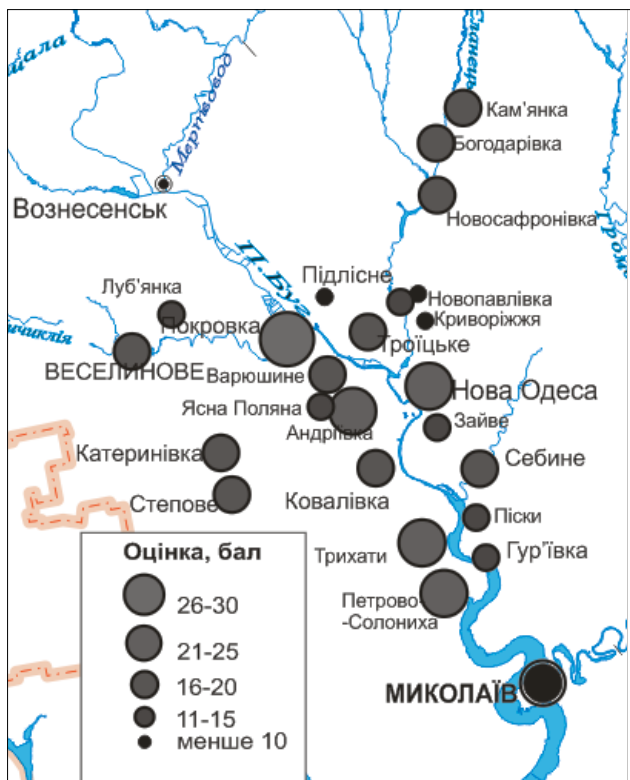 Еланець
Мертвовод
Кам'янка
Богодарівка
Вознесенськ
Новосафронівка
П. Буг
Підлісне
Луб'янка
Новопавлівка
Покровка
Криворіжжя
Троїцьке
ВЕСЕЛИНОВЕ
Варюшине
Нова Одеса
Ясна Поляна
Андріївка
Зайве
Катеринівка
Себине
Степове
Ковалівка
Піски
Оцінка, бал
Трихати
Гур'ївка
26-30
Петрово-
-Солониха
21-25
16-20
МИКОЛАЇВ
11-15
менше 10